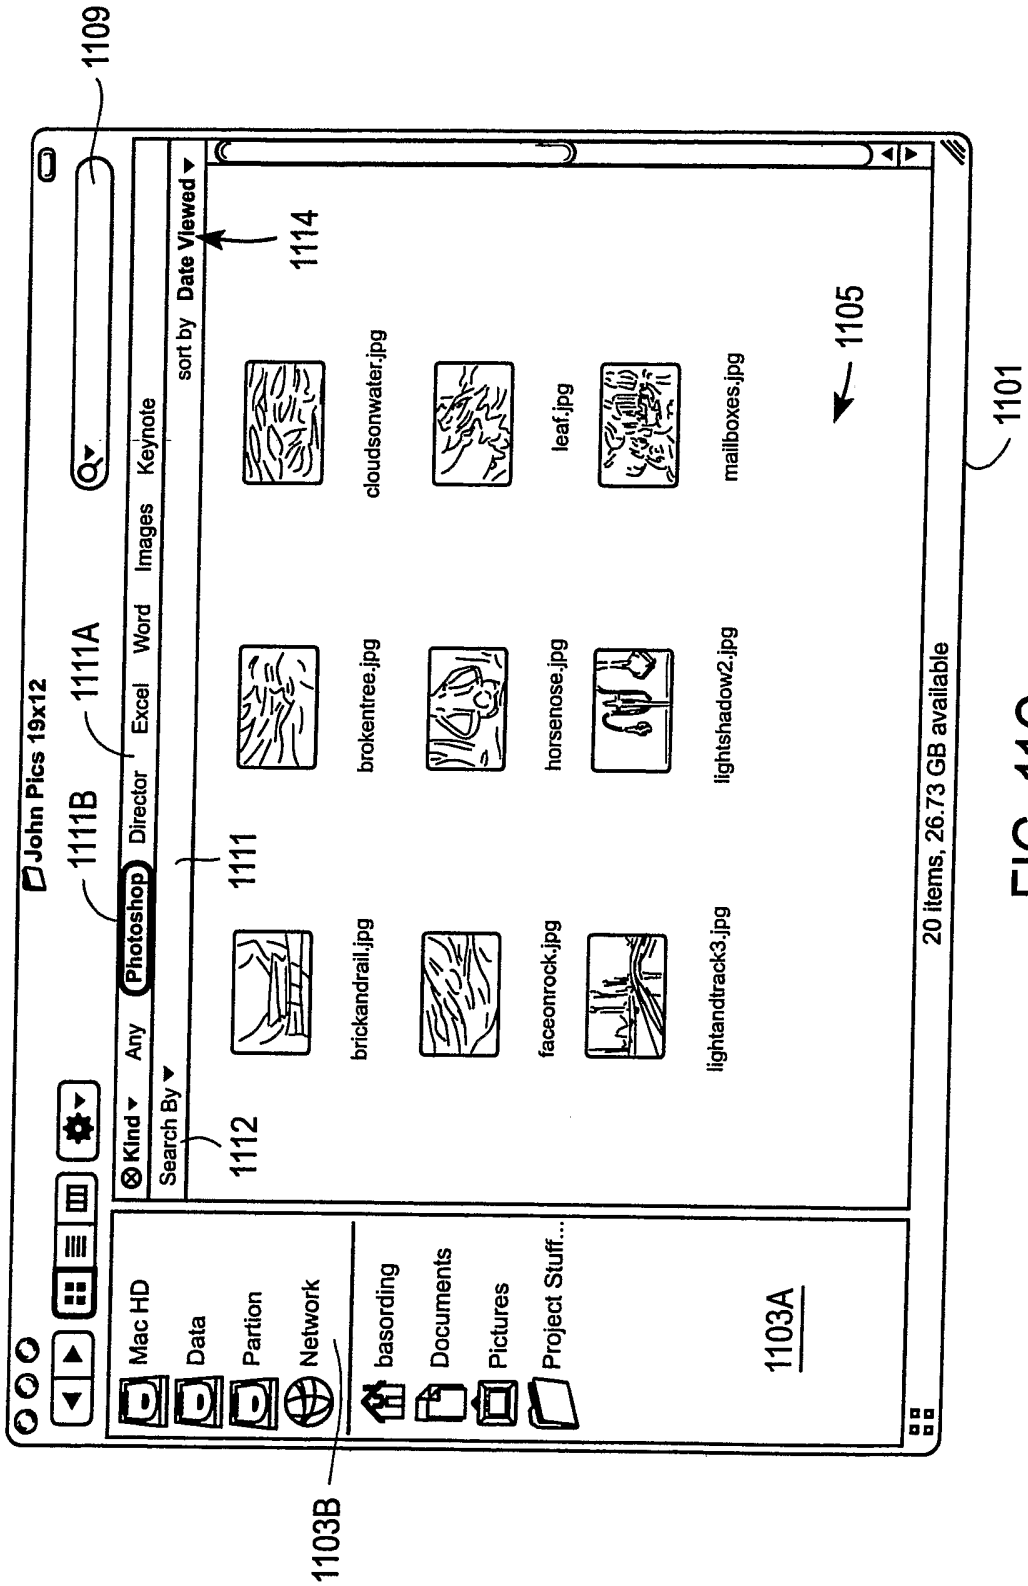 John Pics 19x12
1109
1111B
1111A
Kind
Any
Photoshop
Director
Excel
Word
Images
Keynote
Search By
sort by Date Viewed
1112
1111
1114
Mac HD
Data
Partion
Network
1103B
basording
Documents
Pictures
Project Stuff...
1103A
brickandrail.jpg
brokentree.jpg
cloudsonwater.jpg
faceonrock.jpg
horsenose.jpg
leaf.jpg
lightandtrack3.jpg
lightshadow2.jpg
mailboxes.jpg
1105
20 items, 26.73 GB available
1101